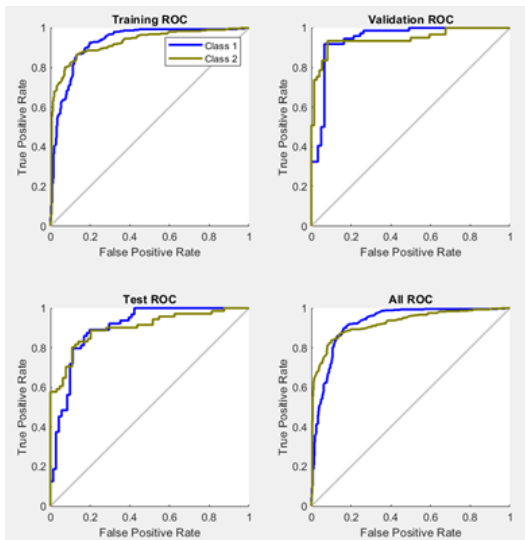 Training ROC
Class 1
Class 2
True Positive Rate
1
0.8
0.6
0.4
0.2
0
0 0.2 0.4 0.6 0.8 1
False Positive Rate
Validation ROC
True Positive Rate
1
0.8
0.6
0.4
0.2
0
0 0.2 0.4 0.6 0.8 1
False Positive Rate
Test ROC
True Positive Rate
1
0.8
0.6
0.4
0.2
0
0 0.2 0.4 0.6 0.8 1
False Positive Rate
All ROC
True Positive Rate
1
0.8
0.6
0.4
0.2
0
0 0.2 0.4 0.6 0.8 1
False Positive Rate